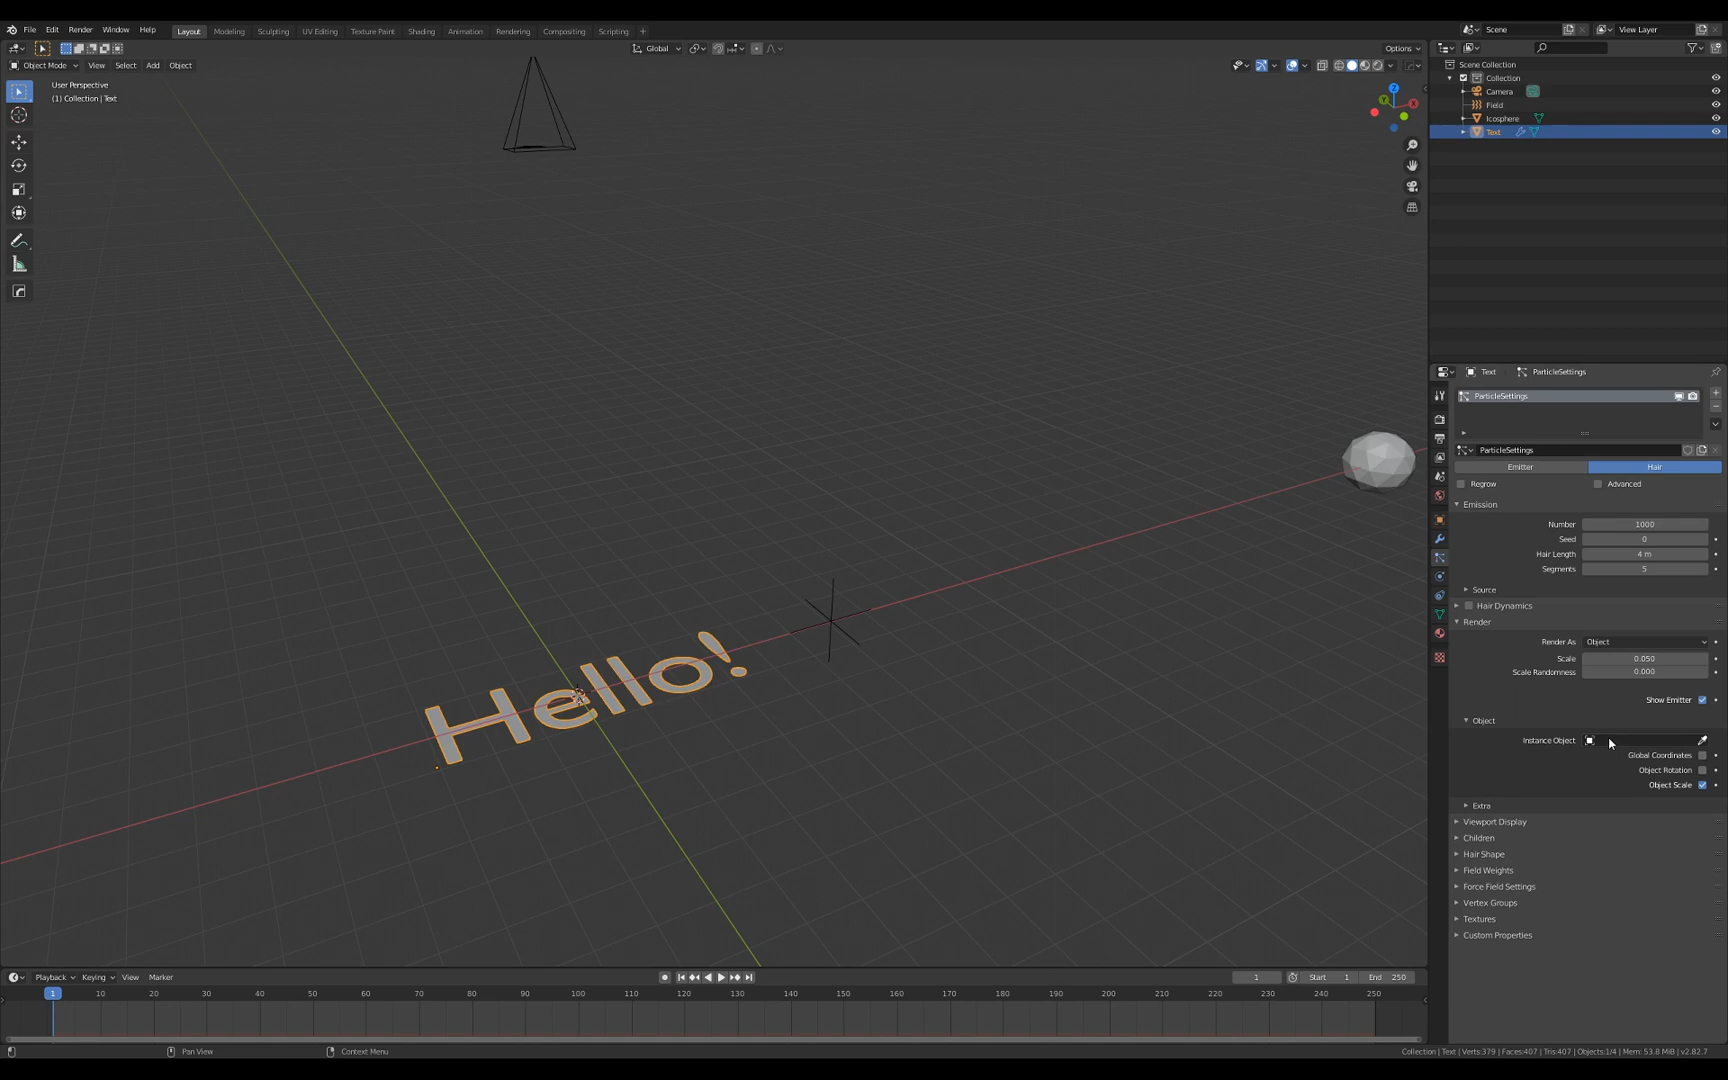 File Edit Render Window Help Layout Modeling Sculpting UV Editing Texture Paint Shading Animation Rendering Compositing Scripting + Scene View Layer
Global Options
Object Mode View Select Add Object
User Perspective
(1) Collection | Text
Z
Y
X
Scene Collection
Collection
Camera
Field
Icosphere
Text
Hello!
Text ParticleSettings
ParticleSettings
ParticleSettings
Emitter Hair
Regrow Advanced
Emission
Number 1000
Seed 0
Hair Length 4 m
Segments 5
Source
Hair Dynamics
Render
Render As Object
Scale 0.050
Scale Randomness 0.000
Show Emitter
Object
Instance Object
Global Coordinates
Object Rotation
Object Scale
Extra
Viewport Display
Children
Hair Shape
Field Weights
Force Field Settings
Vertex Groups
Textures
Custom Properties
Playback Keying View Marker 1 Start 1 End 250
1 10 20 30 40 50 60 70 80 90 100 110 120 130 140 150 160 170 180 190 200 210 220 230 240 250
Pan View Context Menu Collection | Text | Verts:379 | Faces:407 | Tris:407 | Objects:1/4 | Mem: 53.8 MiB | v2.82.7